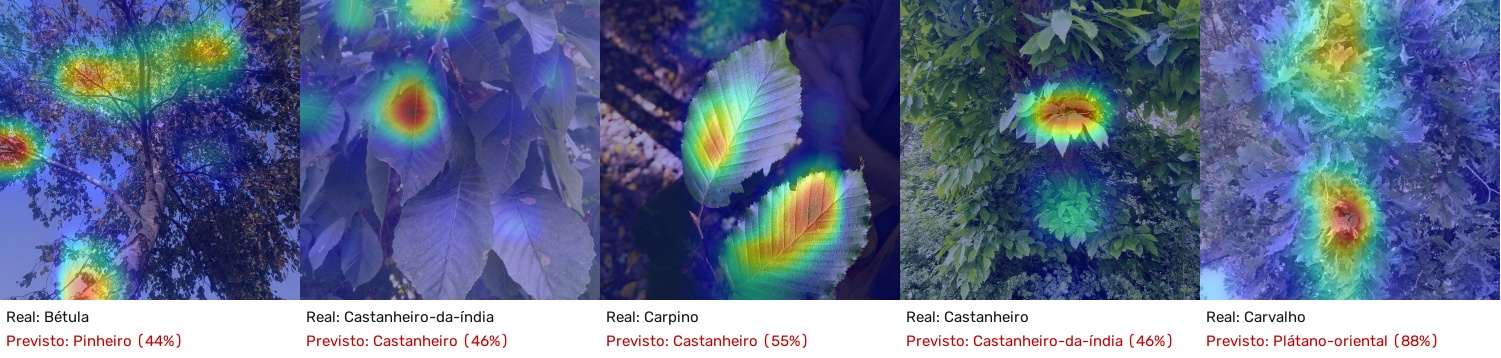 Real: Bétula
Previsto: Pinheiro (44%)
Real: Castanheiro-da-índia
Previsto: Castanheiro (46%)
Real: Carpino
Previsto: Castanheiro (55%)
Real: Castanheiro
Previsto: Castanheiro-da-índia (46%)
Real: Carvalho
Previsto: Plátano-oriental (88%)